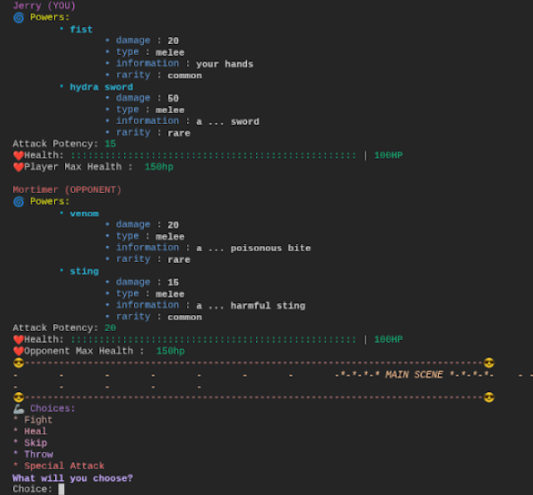 Jerry (YOU)
🌀 Powers:
• fist
• damage : 20
• type : melee
• information : your hands
• rarity : common
• hydra sword
• damage : 50
• type : melee
• information : a ... sword
• rarity : rare
Attack Potency: 15
❤️Health: :::::::::::::::::::::::::::::::::::::::::::::::::: | 100HP
❤️Player Max Health :  150hp
Mortimer (OPPONENT)
🌀 Powers:
• venom
• damage : 20
• type : melee
• information : a ... poisonous bite
• rarity : rare
• sting
• damage : 15
• type : melee
• information : a ... harmful sting
• rarity : common
Attack Potency: 20
❤️Health: :::::::::::::::::::::::::::::::::::::::::::::::::: | 100HP
❤️Opponent Max Health :  150hp
😎--------------------------------------------------------------------------------😎
- - - - - - - -*-*-*-* MAIN SCENE *-*-*-*- - -
- - - - -
😎--------------------------------------------------------------------------------😎
🦾 Choices:
* Fight
* Heal
* Skip
* Throw
* Special Attack
What will you choose?
Choice: